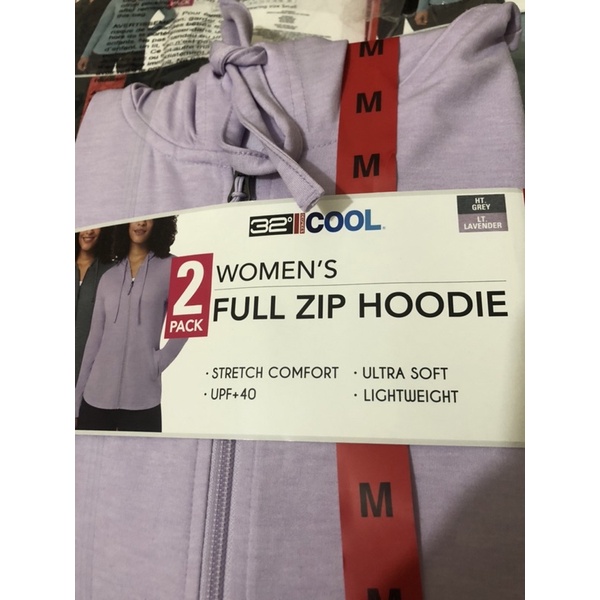 M
M
M
HT.
GREY
LT.
LAVENDER
32° COOL
2
PACK
WOMEN'S
FULL ZIP HOODIE
· STRETCH COMFORT
· ULTRA SOFT
· UPF+40
· LIGHTWEIGHT
M
M